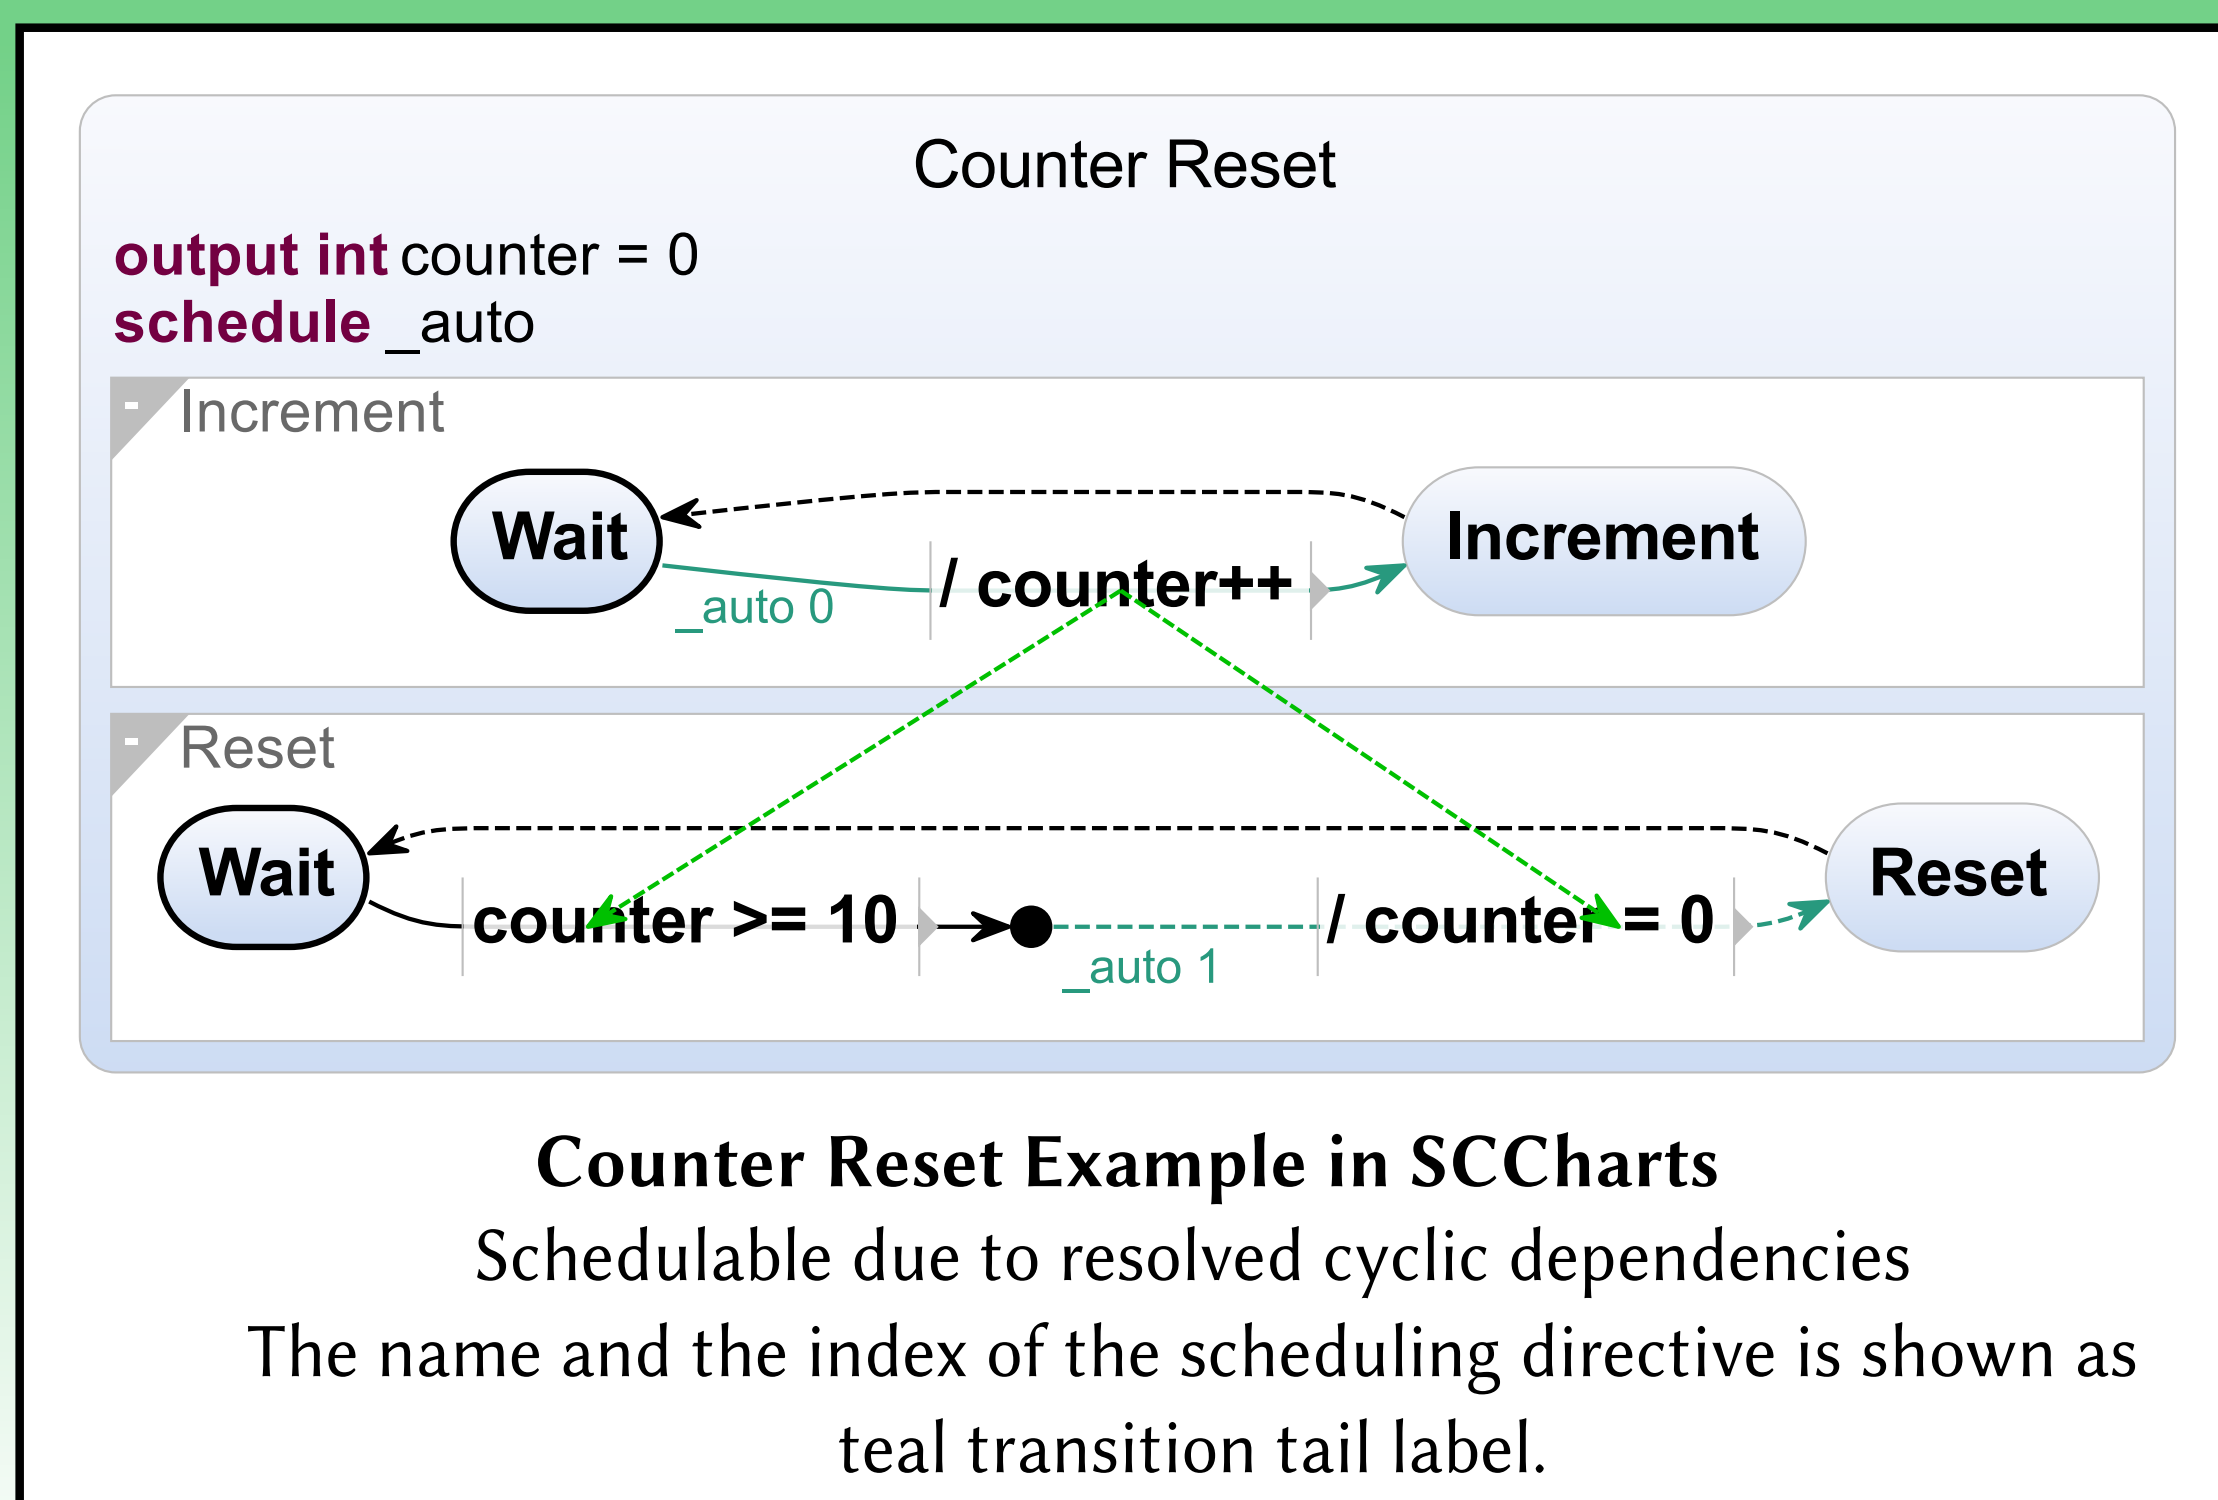 Counter Reset
output int counter = 0
schedule _auto
- Increment
Wait
Increment
/ counter++
_auto 0
- Reset
Wait
Reset
counter >= 10
/ counter = 0
_auto 1
Counter Reset Example in SCCharts
Schedulable due to resolved cyclic dependencies
The name and the index of the scheduling directive is shown as
teal transition tail label.